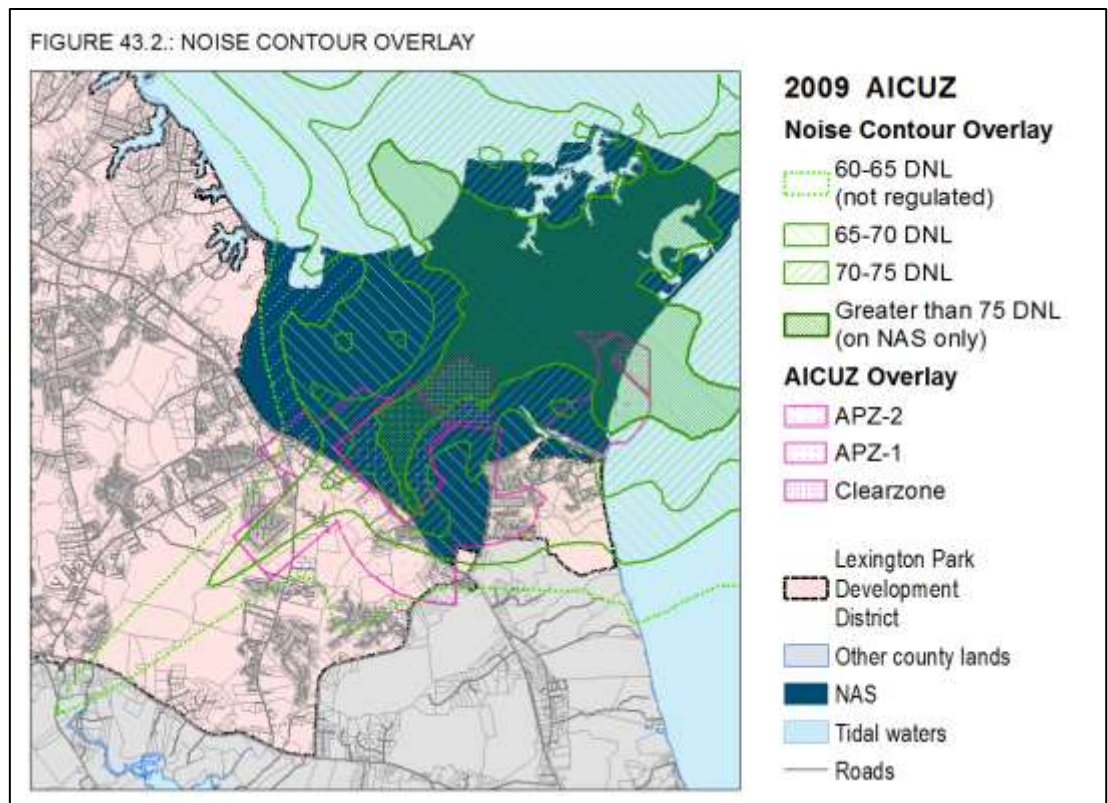 FIGURE 43.2.: NOISE CONTOUR OVERLAY
2009 AICUZ
Noise Contour Overlay
60-65 DNL
(not regulated)
65-70 DNL
70-75 DNL
Greater than 75 DNL
(on NAS only)
AICUZ Overlay
APZ-2
APZ-1
Clearzone
Lexington Park
Development
District
Other county lands
NAS
Tidal waters
Roads